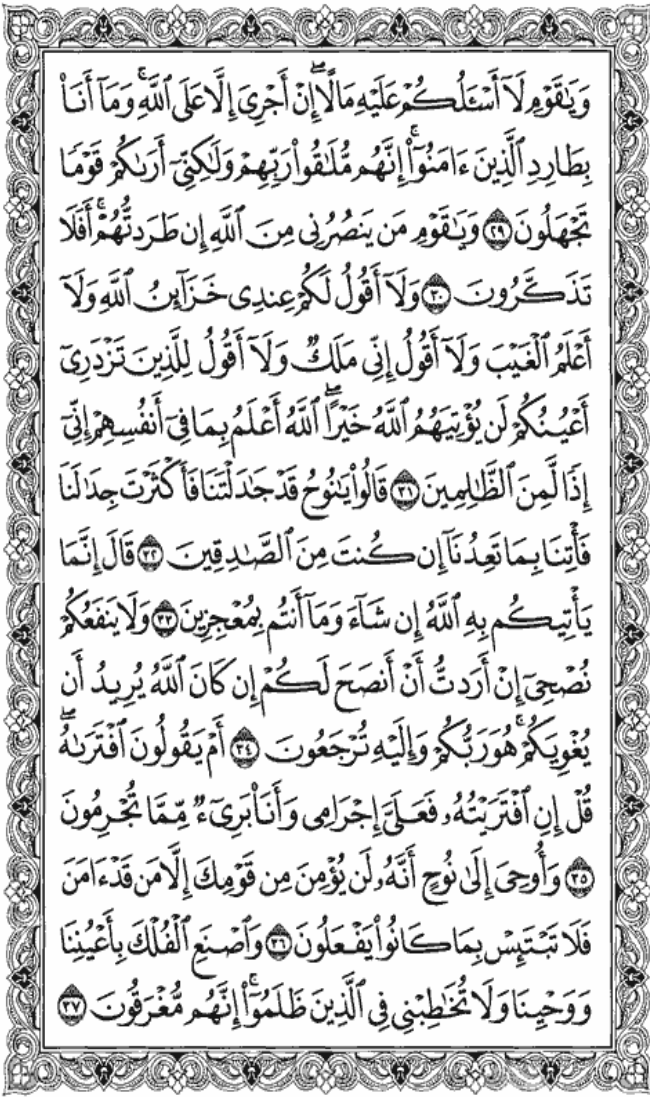 وَيَٰقَوْمِ لَآ أَسْـَٔلُكُمْ عَلَيْهِ مَالًا ۖ إِنْ أَجْرِىَ إِلَّا عَلَى ٱللَّهِ ۚ وَمَآ أَنَا۠
بِطَارِدِ ٱلَّذِينَ ءَامَنُوٓا۟ ۚ إِنَّهُم مُّلَٰقُوا۟ رَبِّهِمْ وَلَٰكِنِّىٓ أَرَىٰكُمْ قَوْمًا
تَجْهَلُونَ ٢٩ وَيَٰقَوْمِ مَن يَنصُرُنِى مِنَ ٱللَّهِ إِن طَرَدتُّهُمْ ۚ أَفَلَا
تَذَكَّرُونَ ٣٠ وَلَآ أَقُولُ لَكُمْ عِندِى خَزَآئِنُ ٱللَّهِ وَلَآ
أَعْلَمُ ٱلْغَيْبَ وَلَآ أَقُولُ إِنِّى مَلَكٌ وَلَآ أَقُولُ لِلَّذِينَ تَزْدَرِىٓ
أَعْيُنُكُمْ لَن يُؤْتِيَهُمُ ٱللَّهُ خَيْرًا ۖ ٱللَّهُ أَعْلَمُ بِمَا فِىٓ أَنفُسِهِمْ ۖ إِنِّىٓ
إِذًا لَّمِنَ ٱلظَّٰلِمِينَ ٣١ قَالُوا۟ يَٰنُوحُ قَدْ جَٰدَلْتَنَا فَأَكْثَرْتَ جِدَٰلَنَا
فَأْتِنَا بِمَا تَعِدُنَآ إِن كُنتَ مِنَ ٱلصَّٰدِقِينَ ٣٢ قَالَ إِنَّمَا
يَأْتِيكُم بِهِ ٱللَّهُ إِن شَآءَ وَمَآ أَنتُم بِمُعْجِزِينَ ٣٣ وَلَا يَنفَعُكُمْ
نُصْحِىٓ إِنْ أَرَدتُّ أَنْ أَنصَحَ لَكُمْ إِن كَانَ ٱللَّهُ يُرِيدُ أَن
يُغْوِيَكُمْ ۚ هُوَ رَبُّكُمْ وَإِلَيْهِ تُرْجَعُونَ ٣٤ أَمْ يَقُولُونَ ٱفْتَرَىٰهُ ۖ
قُلْ إِنِ ٱفْتَرَيْتُهُۥ فَعَلَىَّ إِجْرَامِى وَأَنَا۠ بَرِىٓءٌ مِّمَّا تُجْرِمُونَ
٣٥ وَأُوحِىَ إِلَىٰ نُوحٍ أَنَّهُۥ لَن يُؤْمِنَ مِن قَوْمِكَ إِلَّا مَن قَدْ ءَامَنَ
فَلَا تَبْتَئِسْ بِمَا كَانُوا۟ يَفْعَلُونَ ٣٦ وَٱصْنَعِ ٱلْفُلْكَ بِأَعْيُنِنَا
وَوَحْيِنَا وَلَا تُخَٰطِبْنِى فِى ٱلَّذِينَ ظَلَمُوٓا۟ ۚ إِنَّهُم مُّغْرَقُونَ ٣٧